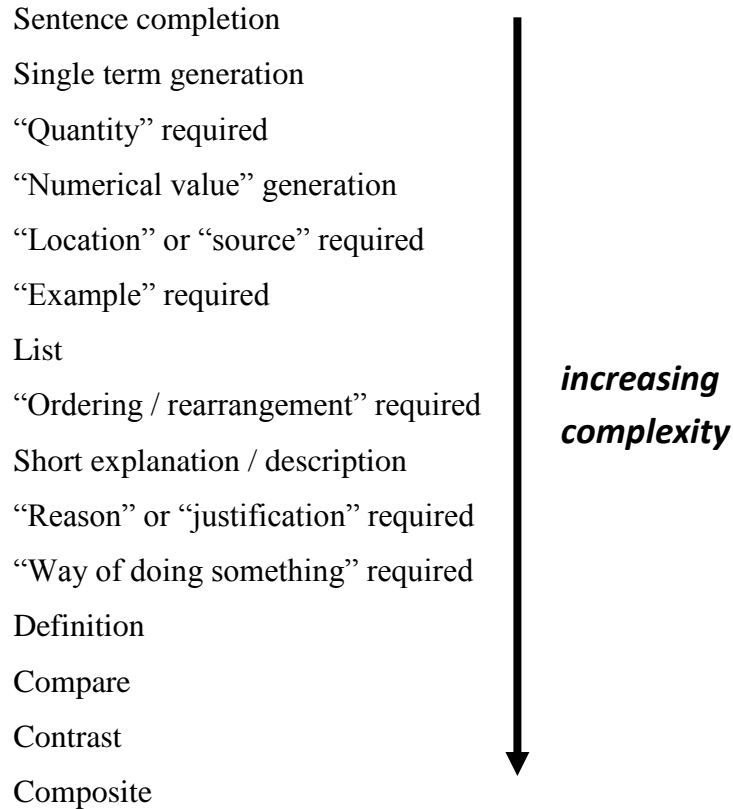 Sentence completion
Single term generation
“Quantity” required
“Numerical value” generation
“Location” or “source” required
“Example” required
List
“Ordering / rearrangement” required
Short explanation / description
“Reason” or “justification” required
“Way of doing something” required
Definition
Compare
Contrast
Composite
increasing
complexity